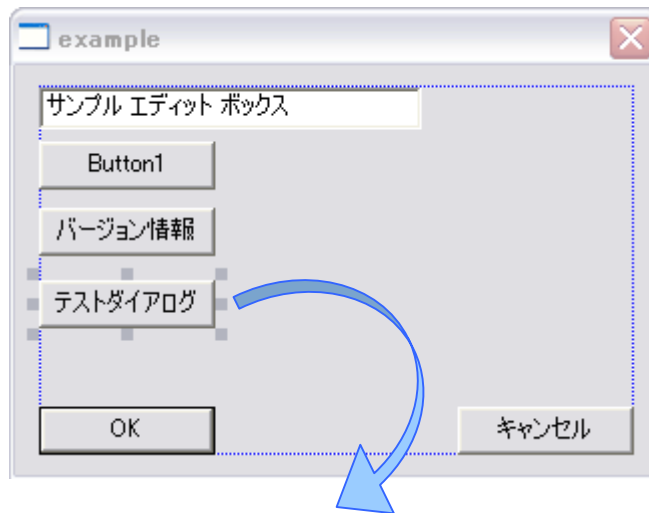 example
サンプル エディット ボックス
Button1
バージョン情報
テストダイアログ
OK
キャンセル